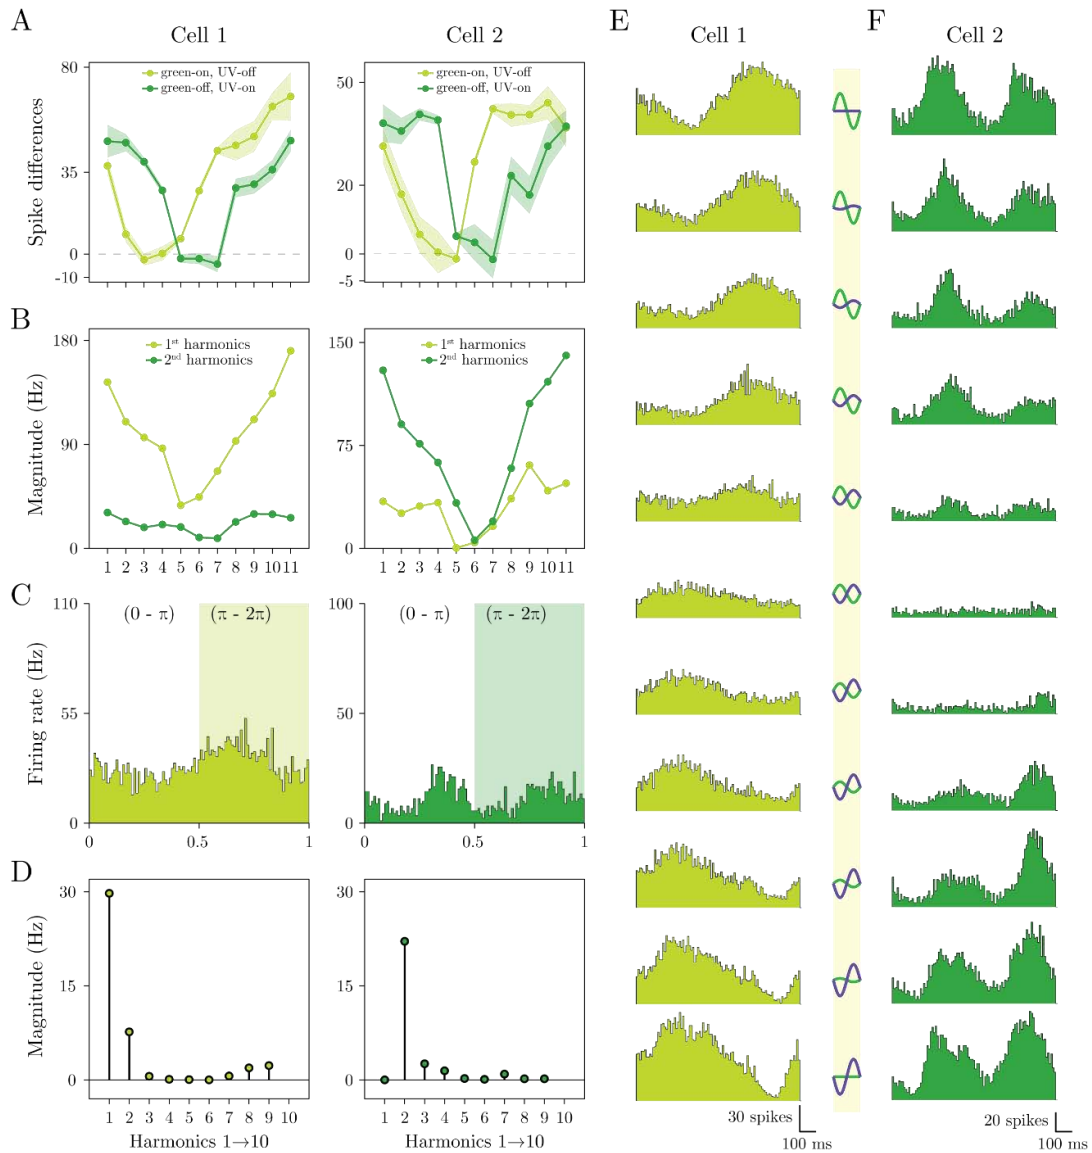 A
Cell 1
Cell 2
green-on, UV-off
green-off, UV-on
green-on, UV-off
green-off, UV-on
Spike differences
80
35
0
-10
50
20
0
-5
B
1st harmonics
2nd harmonics
1st harmonics
2nd harmonics
Magnitude (Hz)
180
90
0
150
75
0
1 2 3 4 5 6 7 8 9 10 11
1 2 3 4 5 6 7 8 9 10 11
C
(0 - π) (π - 2π)
(0 - π) (π - 2π)
Firing rate (Hz)
110
55
0
100
50
0
0 0.5 1
0 0.5 1
D
Magnitude (Hz)
30
15
0
30
15
0
1 2 3 4 5 6 7 8 9 10
1 2 3 4 5 6 7 8 9 10
Harmonics 1→10
Harmonics 1→10
E
Cell 1
30 spikes
100 ms
F
Cell 2
20 spikes
100 ms